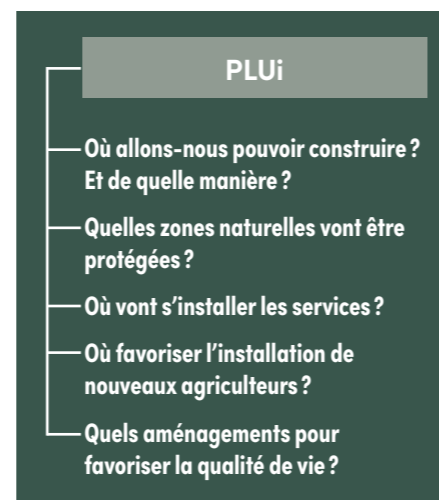 PLUi
Où allons-nous pouvoir construire ?
Et de quelle manière ?
Quelles zones naturelles vont être
protégées ?
Où vont s’installer les services ?
Où favoriser l’installation de
nouveaux agriculteurs ?
Quels aménagements pour
favoriser la qualité de vie ?